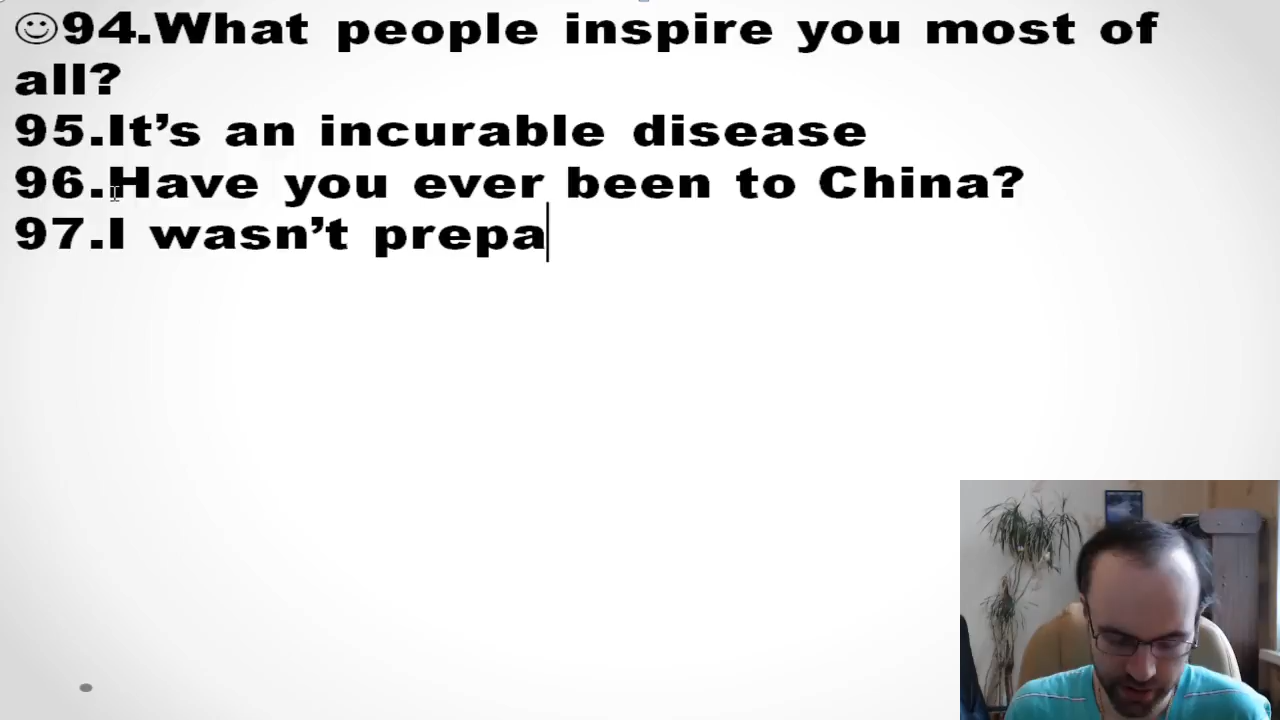 ☺94.What people inspire you most of
all?
95.It’s an incurable disease
96.Have you ever been to China?
97.I wasn’t prepa